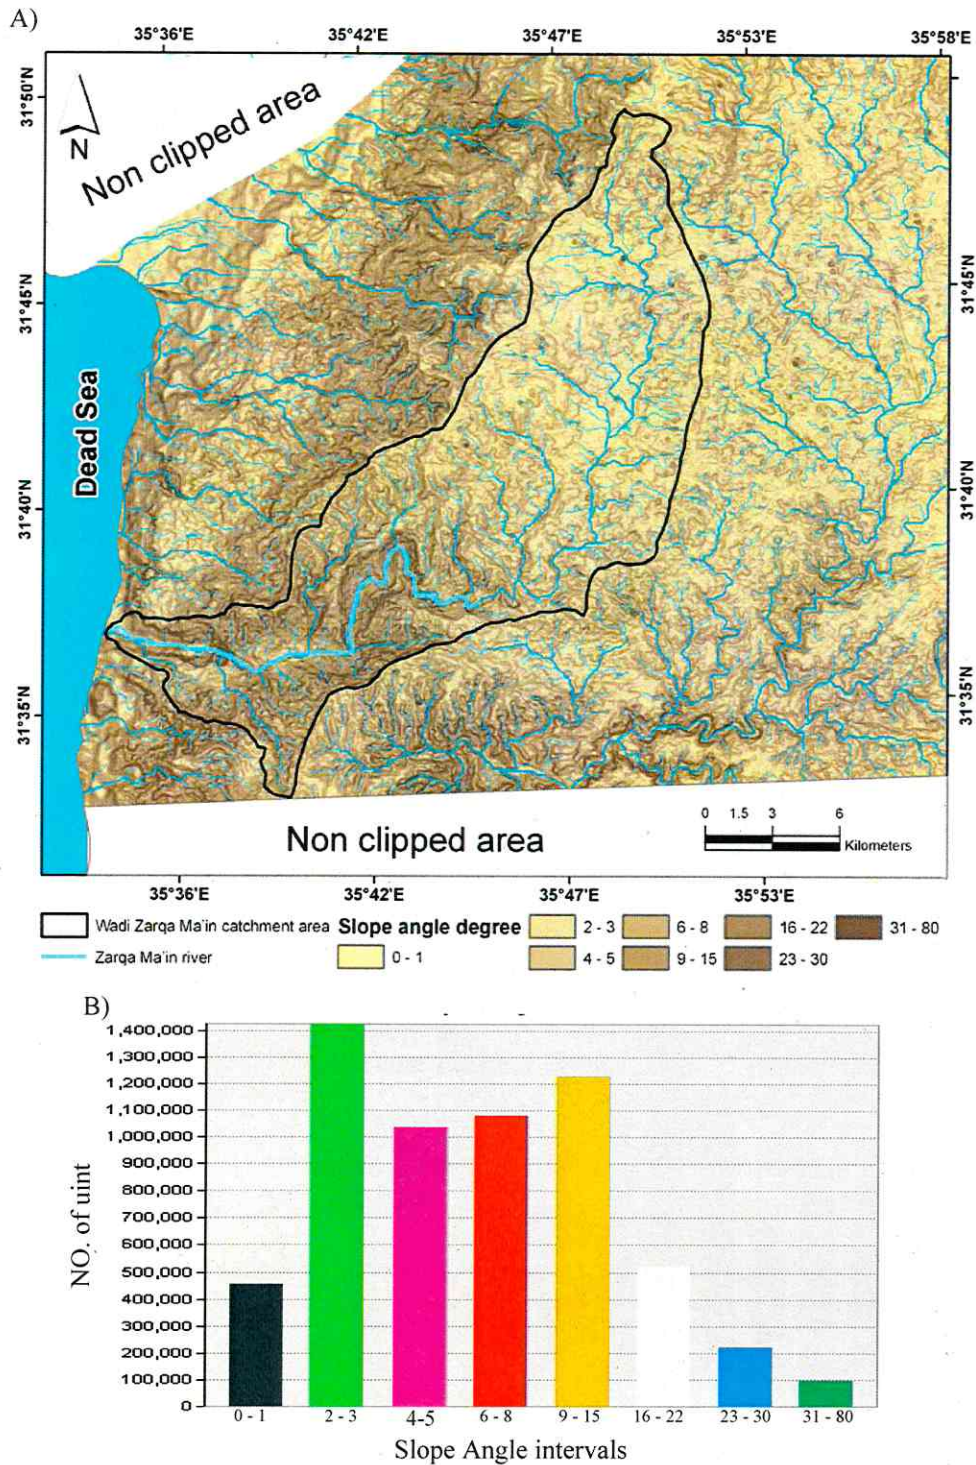 A)
35°36'E 35°42'E 35°47'E 35°53'E 35°58'E
31°50'N
N
Non clipped area
31°45'N
31°45'N
Dead Sea
31°40'N
31°40'N
31°35'N
31°35'N
Non clipped area
0 1.5 3 6
Kilometers
35°36'E 35°42'E 35°47'E 35°53'E
Wadi Zarqa Ma'in catchment area Slope angle degree 2 - 3 6 - 8 16 - 22 31 - 80
Zarqa Ma'in river 0 - 1 4 - 5 9 - 15 23 - 30
B)
1,400,000
1,300,000
1,200,000
1,100,000
1,000,000
900,000
800,000
700,000
600,000
500,000
400,000
300,000
200,000
100,000
0
NO. of uint
0 - 1 2 - 3 4-5 6 - 8 9 - 15 16 - 22 23 - 30 31 - 80
Slope Angle intervals